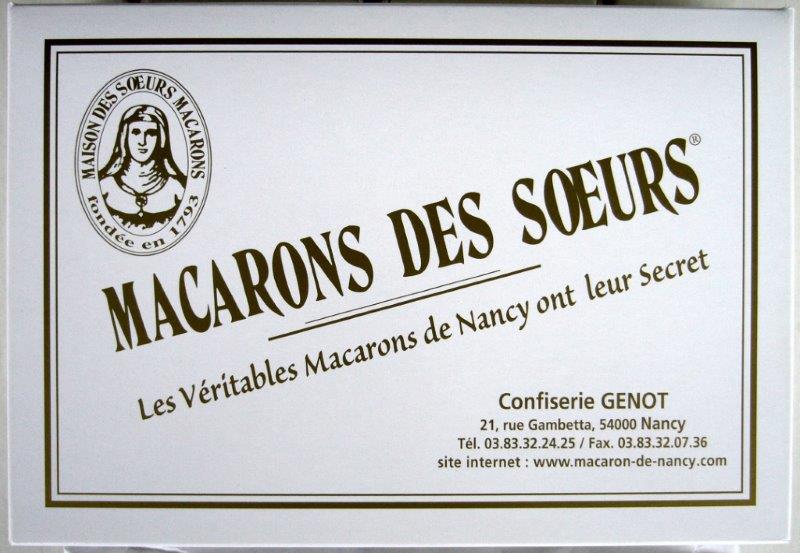 MAISON DES SŒURS MACARONS
fondée en 1793
MACARONS DES SŒURS®
Les Véritables Macarons de Nancy ont leur Secret
Confiserie GENOT
21, rue Gambetta, 54000 Nancy
Tél. 03.83.32.24.25 / Fax. 03.83.32.07.36
site internet : www.macaron-de-nancy.com